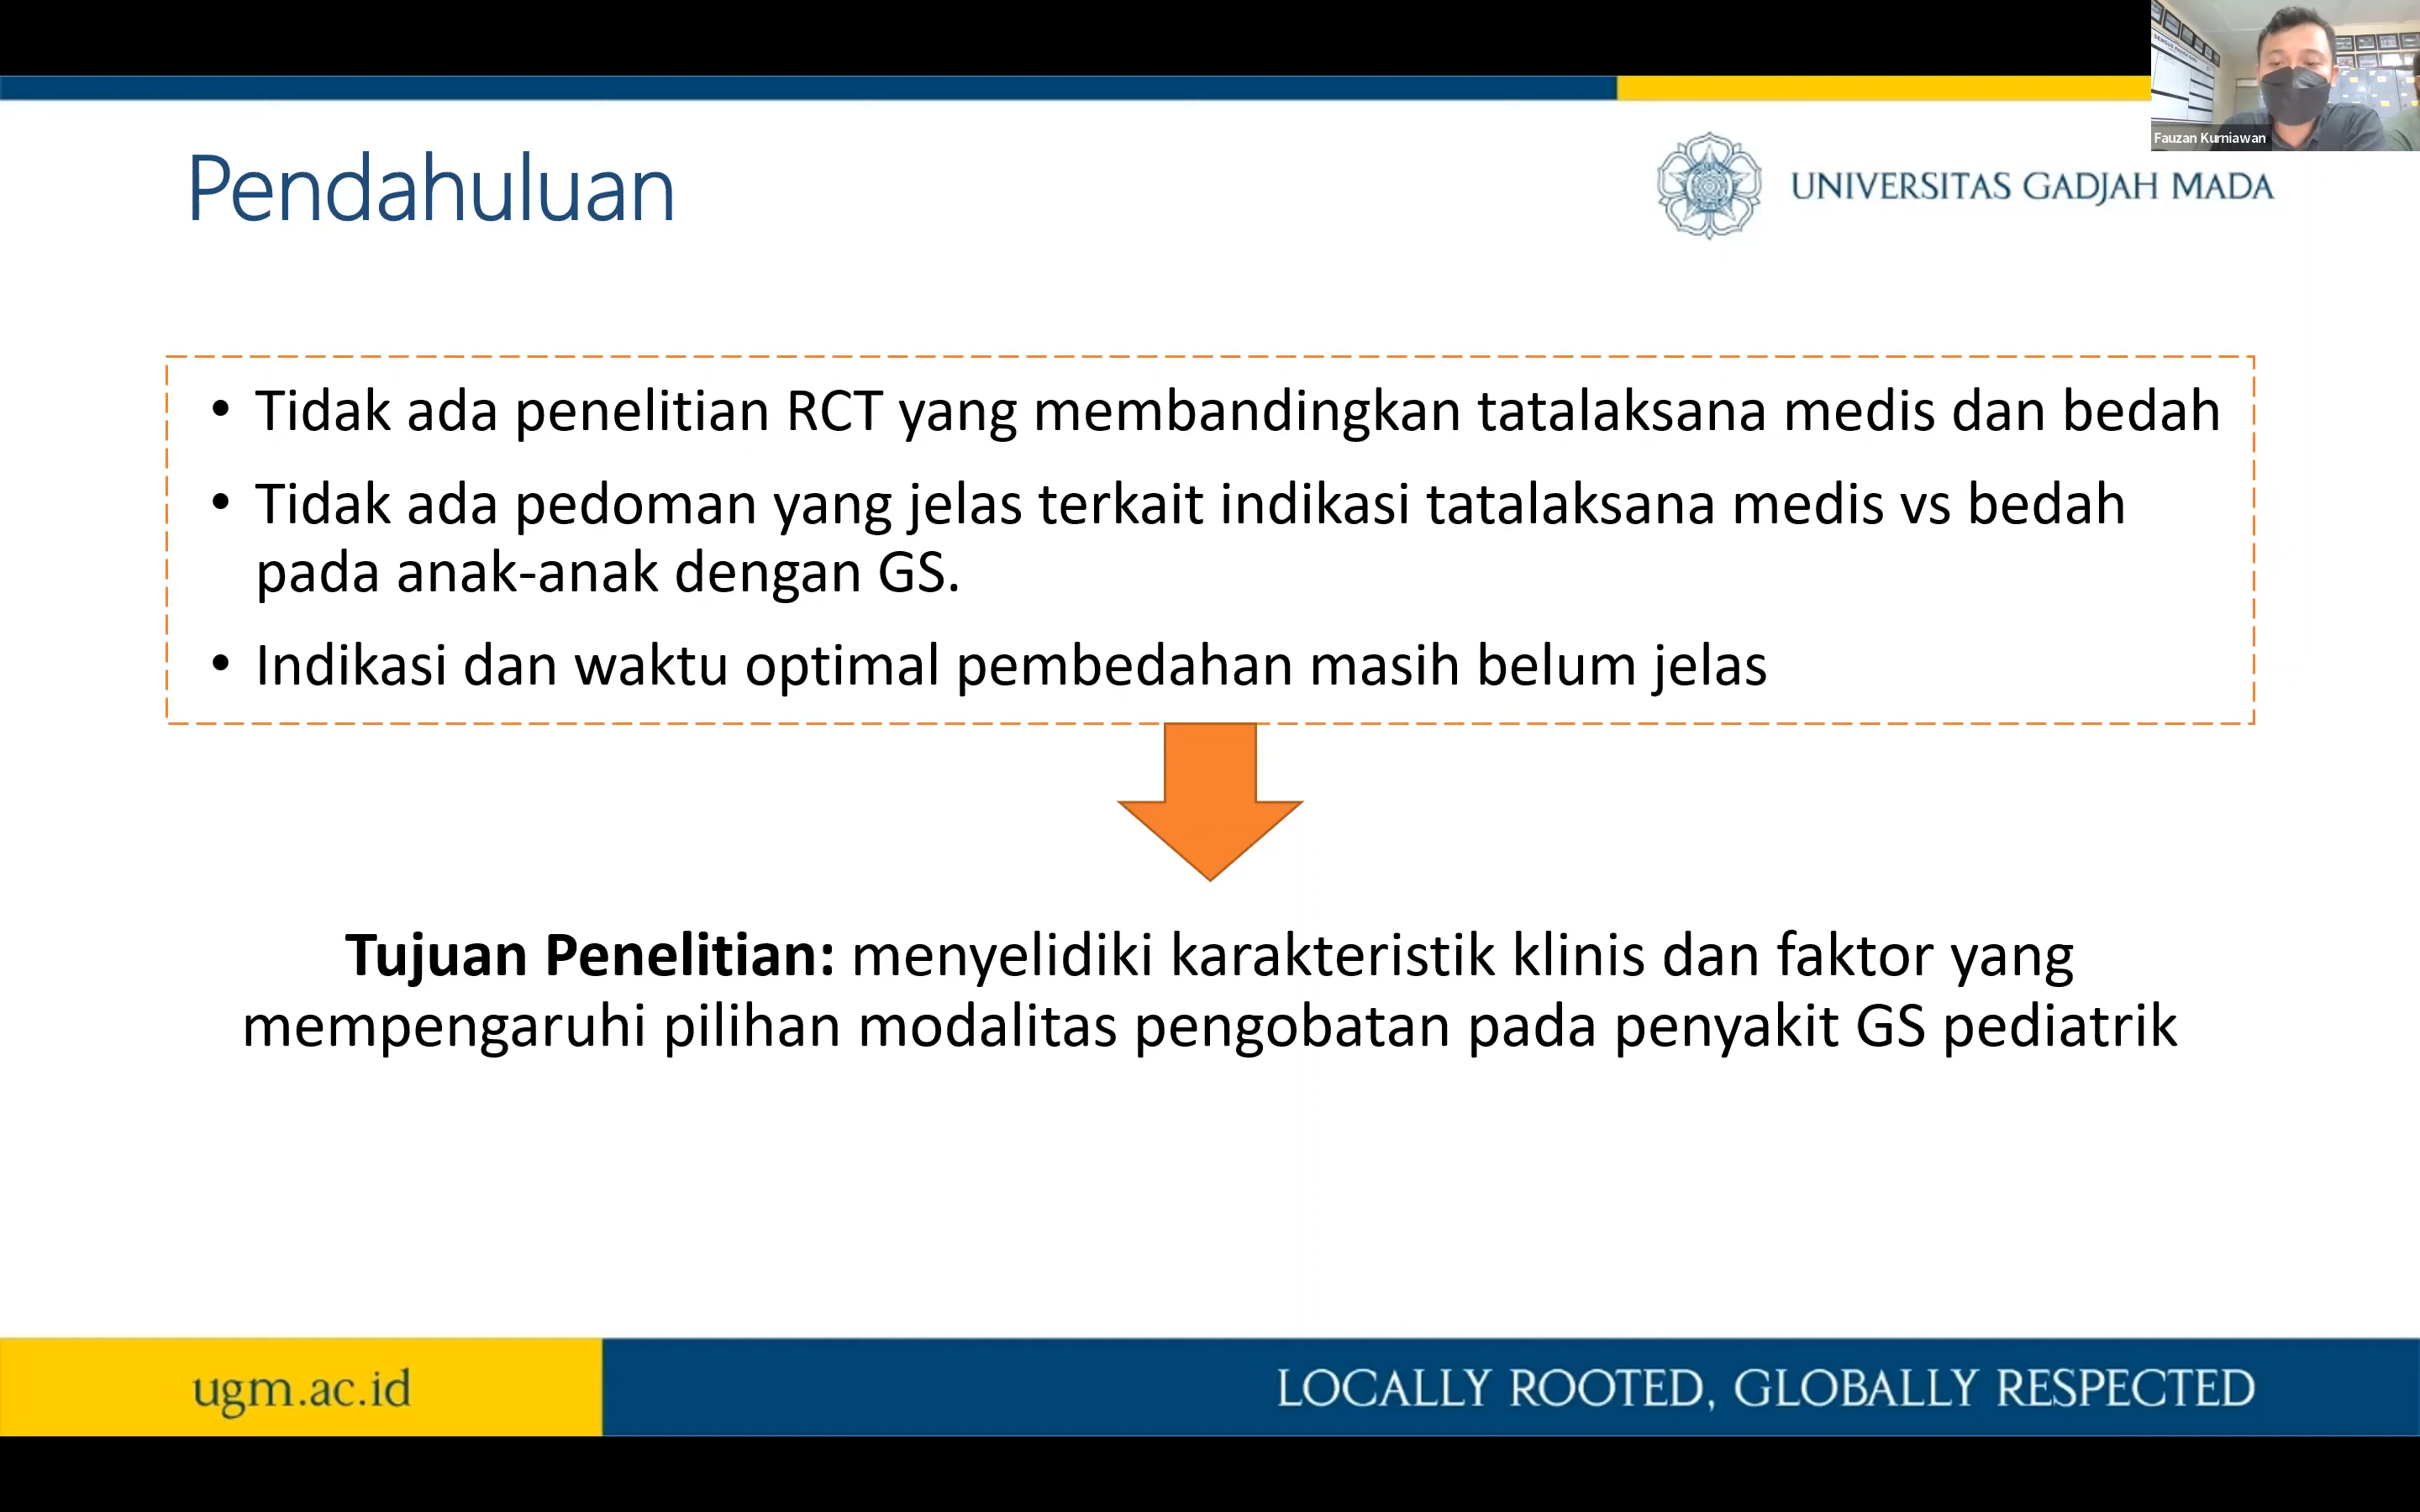 Fauzan Kurniawan
Pendahuluan
UNIVERSITAS GADJAH MADA
• Tidak ada penelitian RCT yang membandingkan tatalaksana medis dan bedah
• Tidak ada pedoman yang jelas terkait indikasi tatalaksana medis vs bedah
pada anak-anak dengan GS.
• Indikasi dan waktu optimal pembedahan masih belum jelas
Tujuan Penelitian: menyelidiki karakteristik klinis dan faktor yang
mempengaruhi pilihan modalitas pengobatan pada penyakit GS pediatrik
ugm.ac.id
LOCALLY ROOTED, GLOBALLY RESPECTED